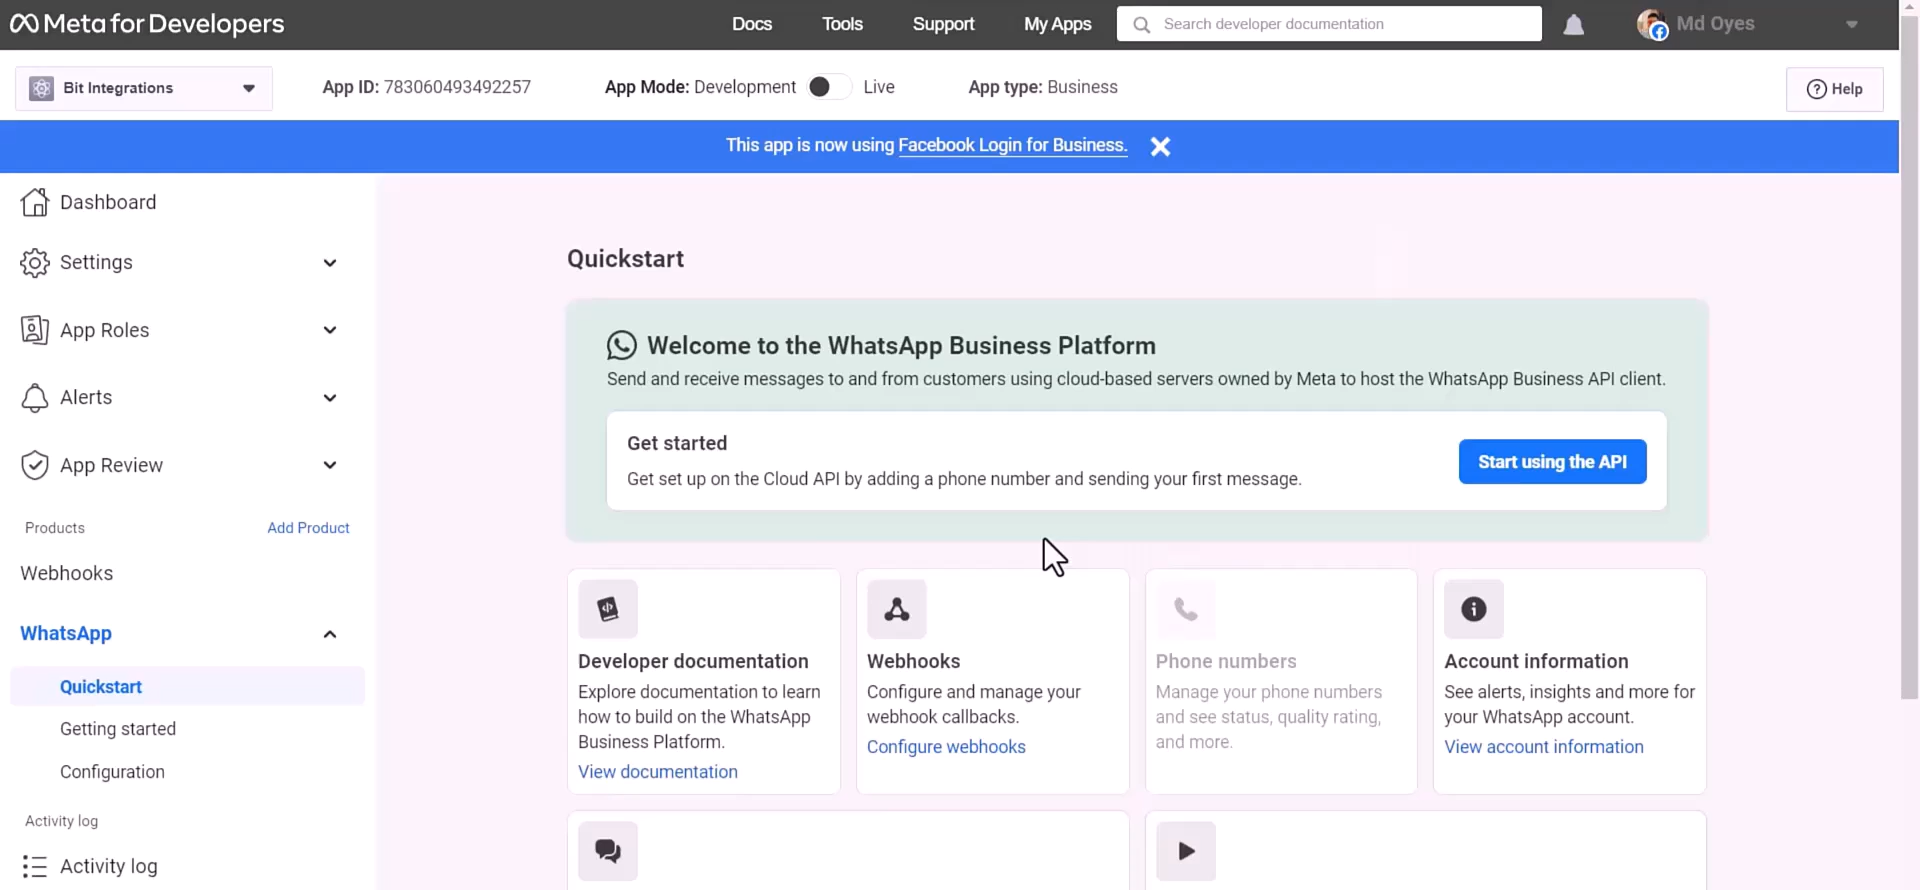 Meta for Developers
Docs
Tools
Support
My Apps
Search developer documentation
Md Oyes
Bit Integrations
App ID: 783060493492257
App Mode: Development
Live
App type: Business
Help
This app is now using Facebook Login for Business.
Dashboard
Settings
App Roles
Alerts
App Review
Products
Add Product
Webhooks
WhatsApp
Quickstart
Getting started
Configuration
Activity log
Activity log
Quickstart
Welcome to the WhatsApp Business Platform
Send and receive messages to and from customers using cloud-based servers owned by Meta to host the WhatsApp Business API client.
Get started
Get set up on the Cloud API by adding a phone number and sending your first message.
Start using the API
Developer documentation
Explore documentation to learn
how to build on the WhatsApp
Business Platform.
View documentation
Webhooks
Configure and manage your
webhook callbacks.
Configure webhooks
Phone numbers
Manage your phone numbers
and see status, quality rating,
and more.
Account information
See alerts, insights and more for
your WhatsApp account.
View account information